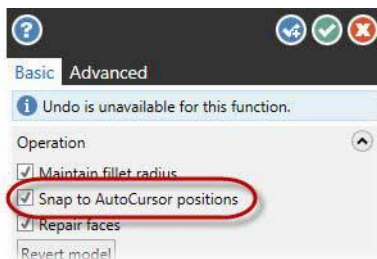 Basic Advanced
Undo is unavailable for this function.
Operation
Maintain fillet radius
Snap to AutoCursor positions
Repair faces
Revert model